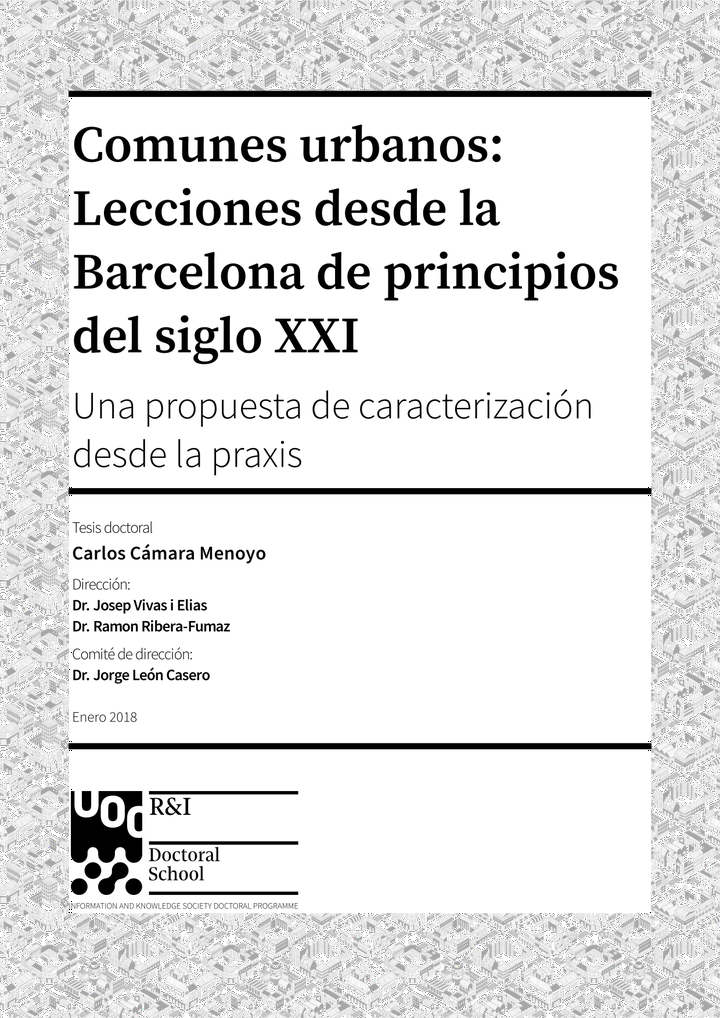 Comunes urbanos:
Lecciones desde la
Barcelona de principios
del siglo XXI
Una propuesta de caracterización
desde la praxis
Tesis doctoral
Carlos Cámara Menoyo
Dirección:
Dr. Josep Vivas i Elias
Dr. Ramon Ribera-Fumaz
Comité de dirección:
Dr. Jorge León Casero
Enero 2018
UOC
R&I
Doctoral
School
INFORMATION AND KNOWLEDGE SOCIETY DOCTORAL PROGRAMME